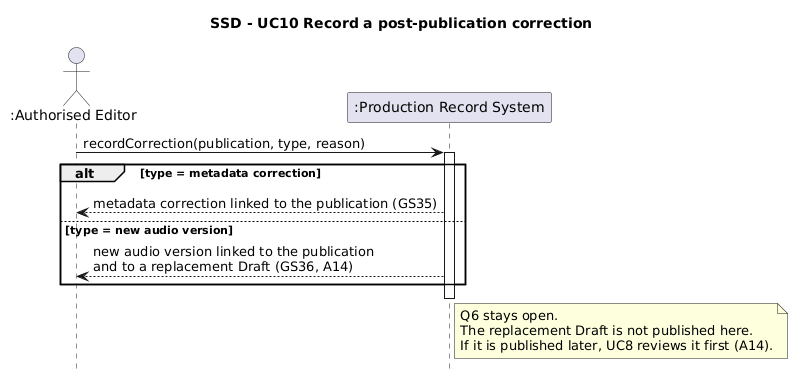 SSD - UC10 Record a post-publication correction
:Authorised Editor
:Production Record System
recordCorrection(publication, type, reason)
alt
[type = metadata correction]
metadata correction linked to the publication (GS35)
[type = new audio version]
new audio version linked to the publication
and to a replacement Draft (GS36, A14)
Q6 stays open.
The replacement Draft is not published here.
If it is published later, UC8 reviews it first (A14).